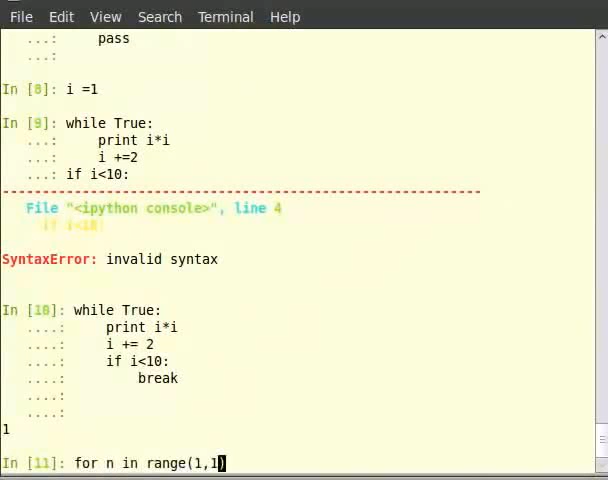 File Edit View Search Terminal Help
...: pass
...:
In [8]: i =1
In [9]: while True:
...: print i*i
...: i +=2
...: if i<10:
-----------------------------------------------------------
File "<ipython console>", line 4
if i<10:
SyntaxError: invalid syntax
In [10]: while True:
....: print i*i
....: i += 2
....: if i<10:
....: break
....:
....:
1
In [11]: for n in range(1,1)